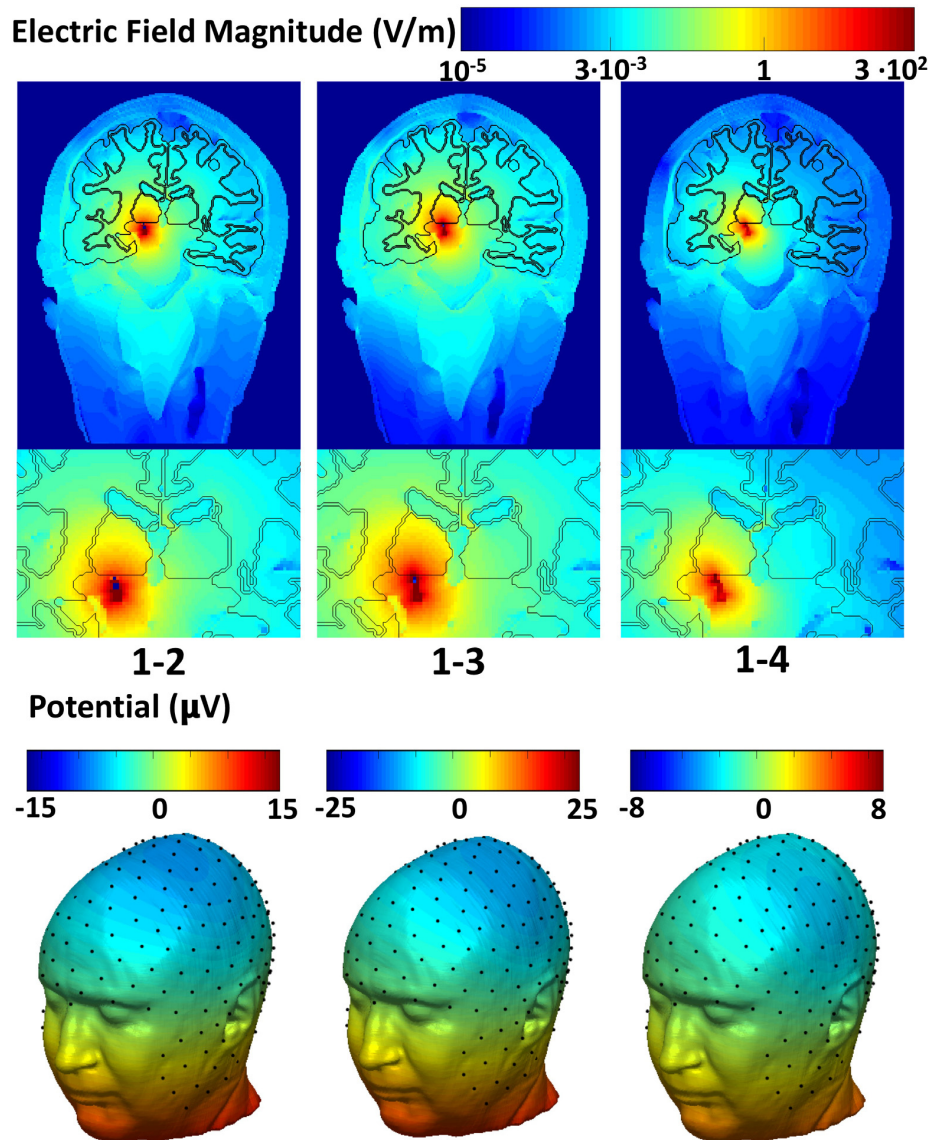 Electric Field Magnitude (V/m)
10⁻⁵ 3·10⁻³ 1 3 ·10²
1-2 1-3 1-4
Potential (µV)
-15 0 15 -25 0 25 -8 0 8